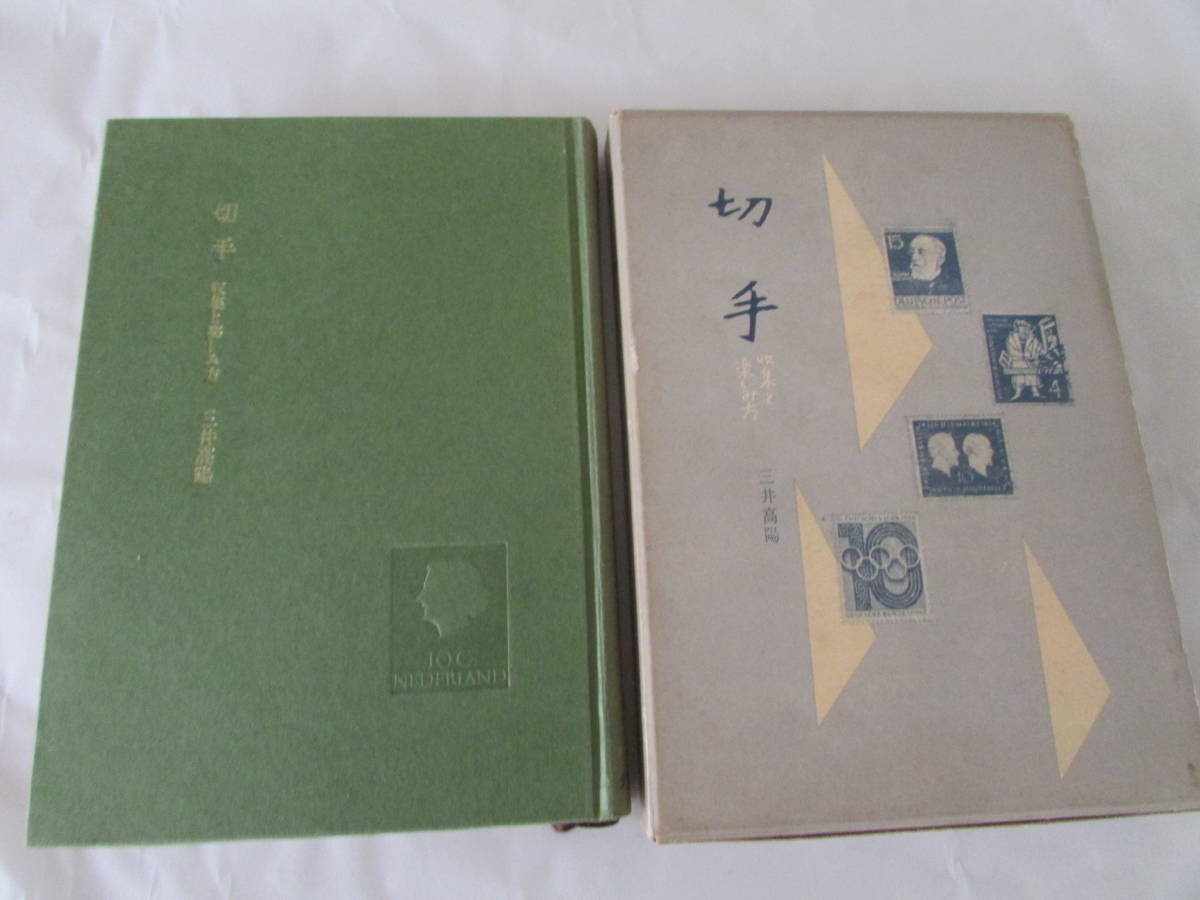 切手
収集と楽しみ方
三井高陽
10 C
NEDERLAND
切手
収集と
楽しみ方
三井高陽
15
DEUTSCHE POST
4
10
10